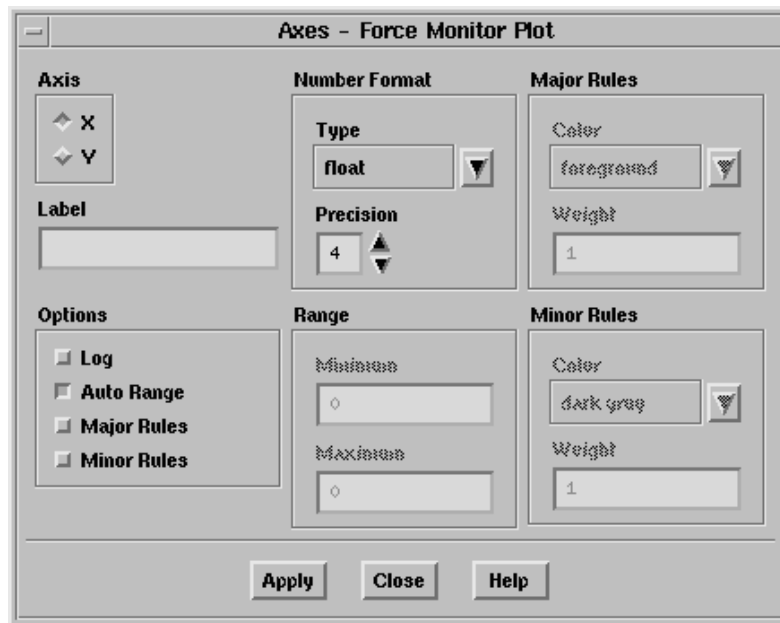 Axes - Force Monitor Plot
Axis
X
Y
Label
Number Format
Type
float
Precision
4
Major Rules
Color
foreground
Weight
1
Options
Log
Auto Range
Major Rules
Minor Rules
Range
Minimum
0
Maximum
0
Minor Rules
Color
dark gray
Weight
1
Apply Close Help